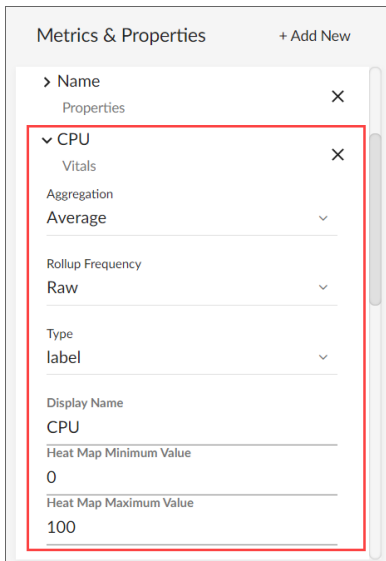 Metrics & Properties + Add New
Name
Properties
CPU
Vitals
Aggregation
Average
Rollup Frequency
Raw
Type
label
Display Name
CPU
Heat Map Minimum Value
0
Heat Map Maximum Value
100